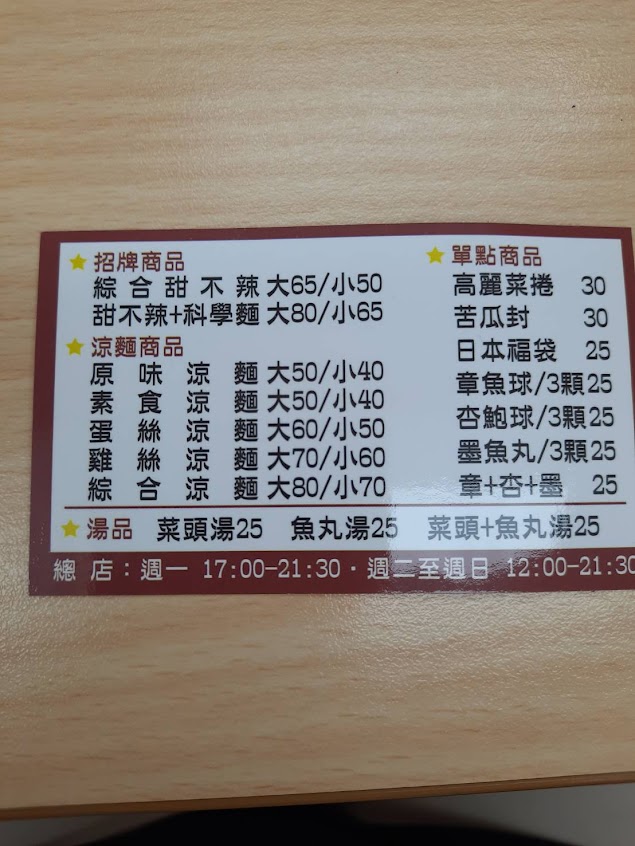 招牌商品
綜合甜不辣 大65/小50
甜不辣+科學麵 大80/小65
涼麵商品
原味涼麵 大50/小40
素食涼麵 大50/小40
蛋絲涼麵 大60/小50
雞絲涼麵 大70/小60
綜合涼麵 大80/小70
單點商品
高麗菜捲 30
苦瓜封 30
日本福袋 25
章魚球/3顆 25
杏鮑球/3顆 25
墨魚丸/3顆 25
章+杏+墨 25
湯品 菜頭湯25 魚丸湯25 菜頭+魚丸湯25
總店：週一 17:00-21:30·週二至週日 12:00-21:30